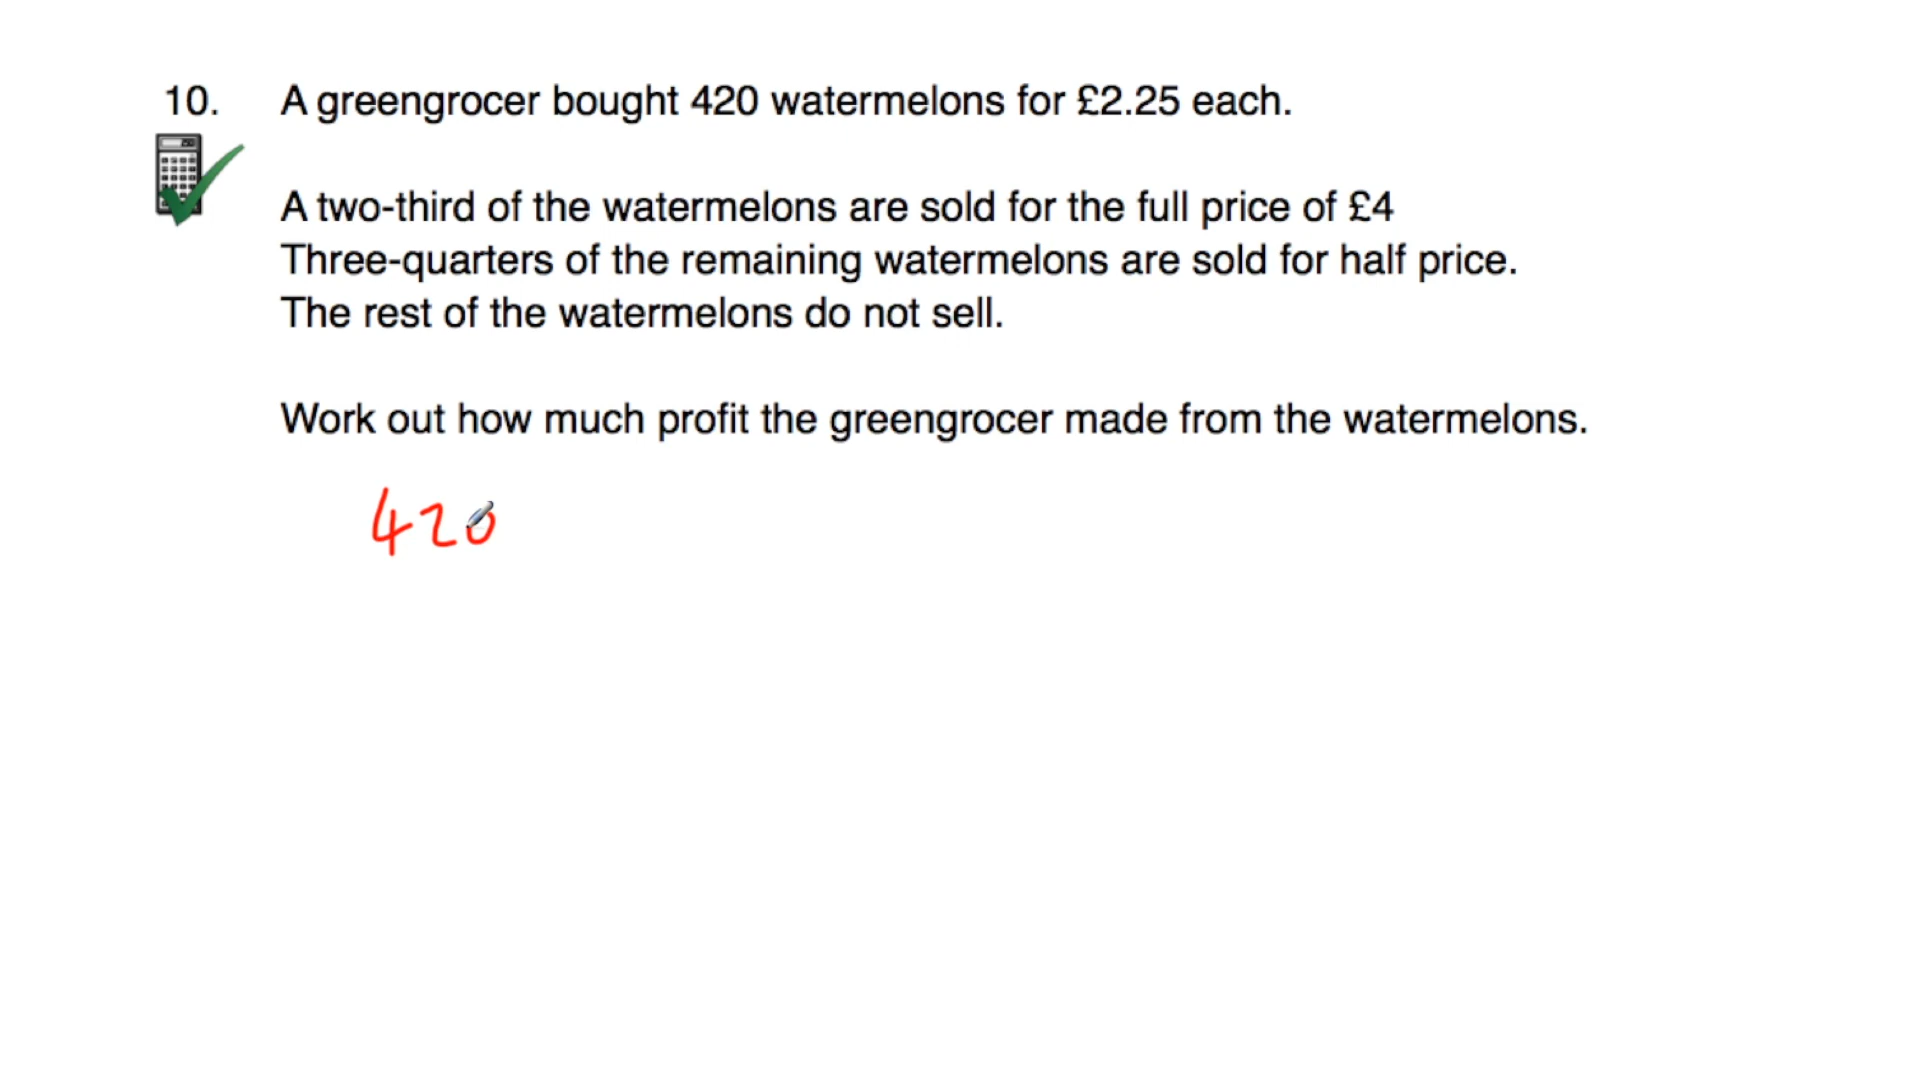 10. A greengrocer bought 420 watermelons for £2.25 each.
A two-third of the watermelons are sold for the full price of £4
Three-quarters of the remaining watermelons are sold for half price.
The rest of the watermelons do not sell.
Work out how much profit the greengrocer made from the watermelons.
420